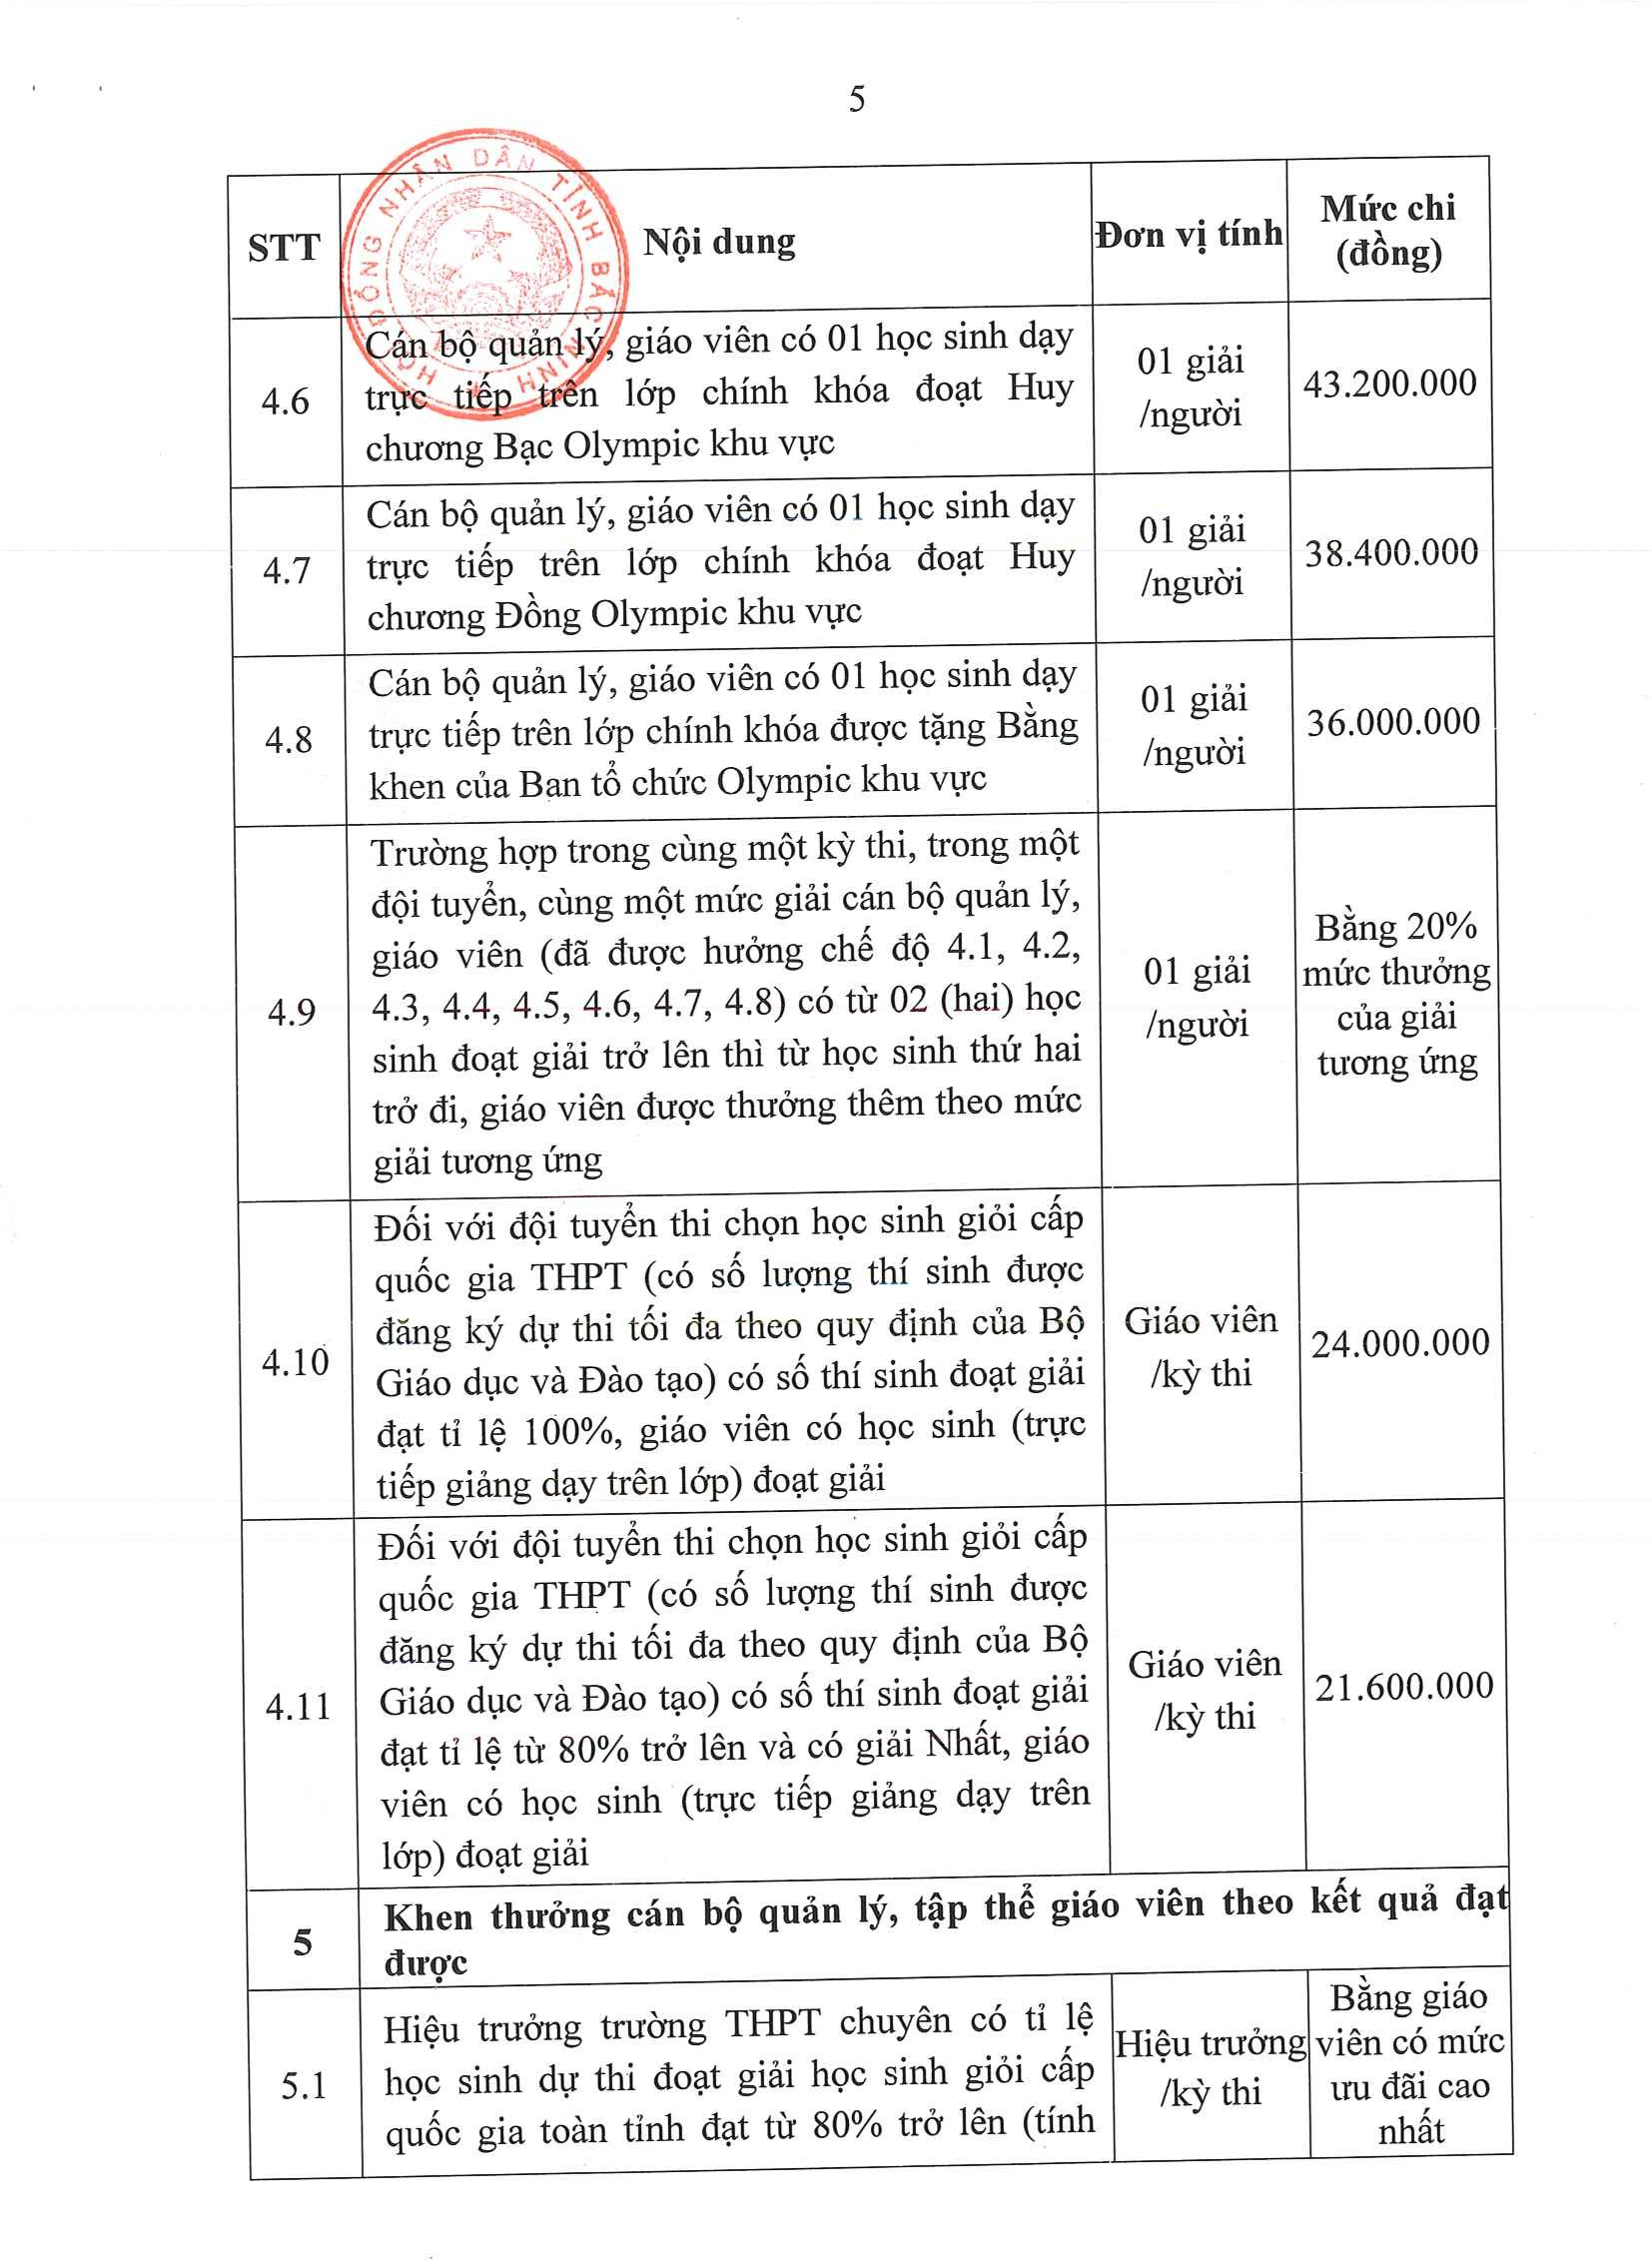 5
HỘI ĐỒNG NHÂN DÂN TỈNH BẮC NINH
STT
Nội dung
Đơn vị tính
Mức chi
(đồng)
4.6
Cán bộ quản lý, giáo viên có 01 học sinh dạy
trực tiếp trên lớp chính khóa đoạt Huy
chương Bạc Olympic khu vực
01 giải
/người
43.200.000
4.7
Cán bộ quản lý, giáo viên có 01 học sinh dạy
trực tiếp trên lớp chính khóa đoạt Huy
chương Đồng Olympic khu vực
01 giải
/người
38.400.000
4.8
Cán bộ quản lý, giáo viên có 01 học sinh dạy
trực tiếp trên lớp chính khóa được tặng Bằng
khen của Ban tổ chức Olympic khu vực
01 giải
/người
36.000.000
4.9
Trường hợp trong cùng một kỳ thi, trong một
đội tuyển, cùng một mức giải cán bộ quản lý,
giáo viên (đã được hưởng chế độ 4.1, 4.2,
4.3, 4.4, 4.5, 4.6, 4.7, 4.8) có từ 02 (hai) học
sinh đoạt giải trở lên thì từ học sinh thứ hai
trở đi, giáo viên được thưởng thêm theo mức
giải tương ứng
01 giải
/người
Bằng 20%
mức thưởng
của giải
tương ứng
4.10
Đối với đội tuyển thi chọn học sinh giỏi cấp
quốc gia THPT (có số lượng thí sinh được
đăng ký dự thi tối đa theo quy định của Bộ
Giáo dục và Đào tạo) có số thí sinh đoạt giải
đạt tỉ lệ 100%, giáo viên có học sinh (trực
tiếp giảng dạy trên lớp) đoạt giải
Giáo viên
/kỳ thi
24.000.000
4.11
Đối với đội tuyển thi chọn học sinh giỏi cấp
quốc gia THPT (có số lượng thí sinh được
đăng ký dự thi tối đa theo quy định của Bộ
Giáo dục và Đào tạo) có số thí sinh đoạt giải
đạt tỉ lệ từ 80% trở lên và có giải Nhất, giáo
viên có học sinh (trực tiếp giảng dạy trên
lớp) đoạt giải
Giáo viên
/kỳ thi
21.600.000
5
Khen thưởng cán bộ quản lý, tập thể giáo viên theo kết quả đạt
được
5.1
Hiệu trưởng trường THPT chuyên có tỉ lệ
học sinh dự thi đoạt giải học sinh giỏi cấp
quốc gia toàn tỉnh đạt từ 80% trở lên (tính
Hiệu trưởng
/kỳ thi
Bằng giáo
viên có mức
ưu đãi cao
nhất